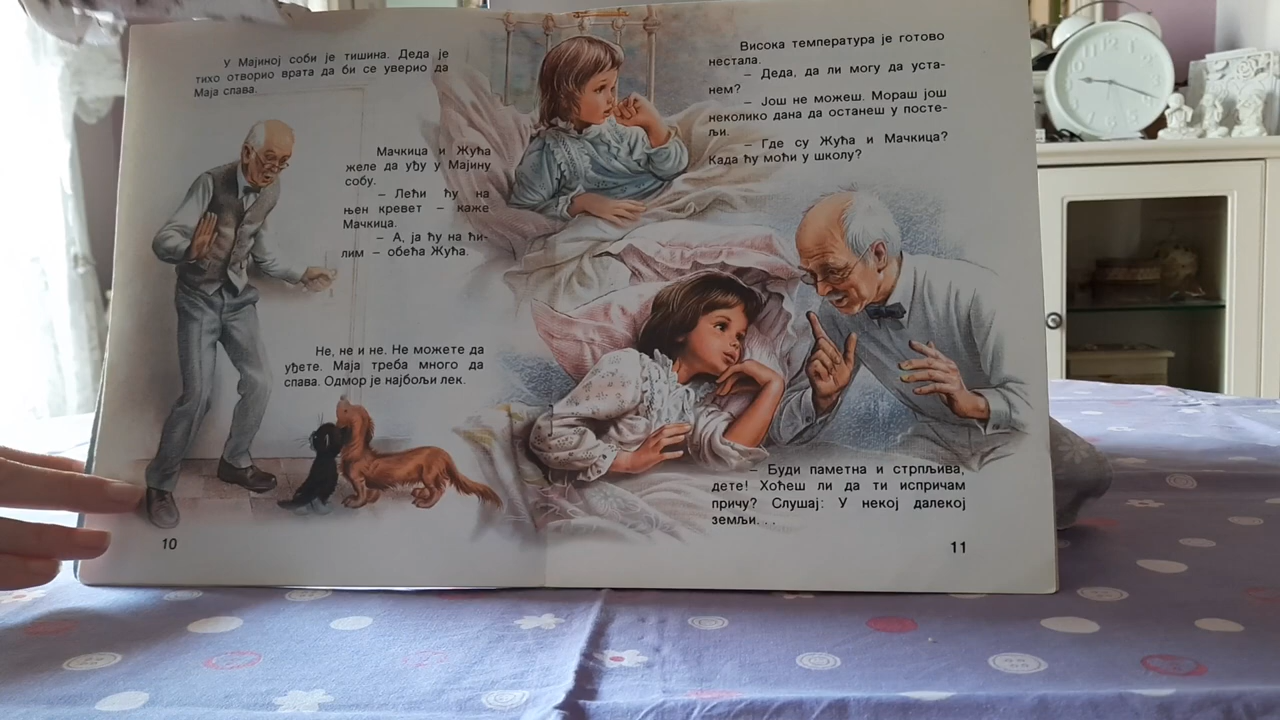 У Мајиној соби је тишина. Деда је
тихо отворио врата да би се уверио да
Маја спава.
Мачкица и Жућа
желе да уђу у Мајину
собу.
– Лећи ћу на
њен кревет – каже
Мачкица.
– А, ја ћу на ћи-
лим – обећа Жућа.
Не, не и не. Не можете да
уђете. Маја треба много да
спава. Одмор је најбољи лек.
10
Висока температура је готово
нестала.
– Деда, да ли могу да уста-
нем?
– Још не можеш. Мораш још
неколико дана да останеш у посте-
љи.
– Где су Жућа и Мачкица?
Када ћу моћи у школу?
– Буди паметна и стрпљива,
дете! Хоћеш ли да ти испричам
причу? Слушај: У некој далекој
земљи. . .
11